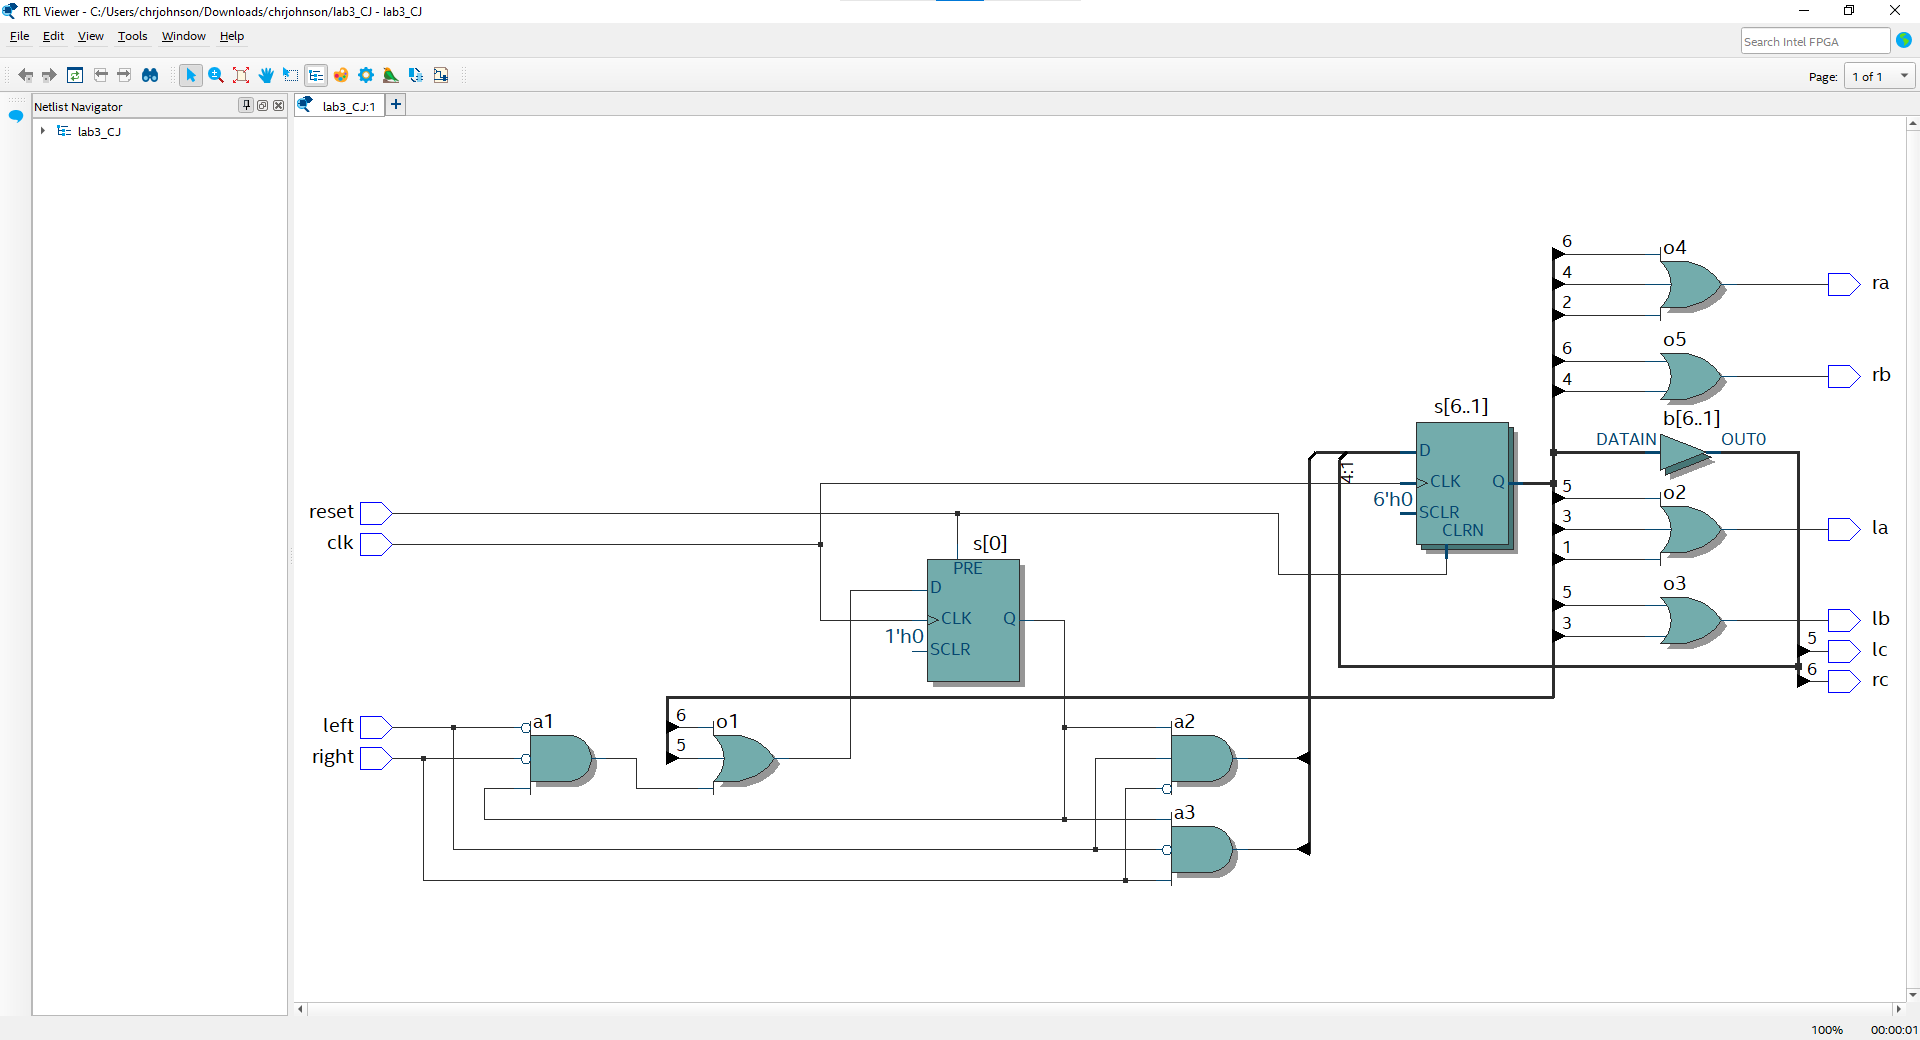 RTL Viewer - C:/Users/chrjohnson/Downloads/chrjohnson/lab3_CJ - lab3_CJ
File Edit View Tools Window Help
Search Intel FPGA
Page: 1 of 1
Netlist Navigator
lab3_CJ:1
lab3_CJ
6
o4
4
ra
2
o5
6
rb
4
s[6..1]
b[6..1]
DATAIN OUT0
D
4:1
CLK Q
6'h0
SCLR
CLRN
5
o2
3
la
1
reset
clk
s[0]
PRE
D
CLK Q
1'h0
SCLR
o3
5
lb
3
5
lc
6
rc
left
right
a1
6
o1
5
a2
a3
100% 00:00:01